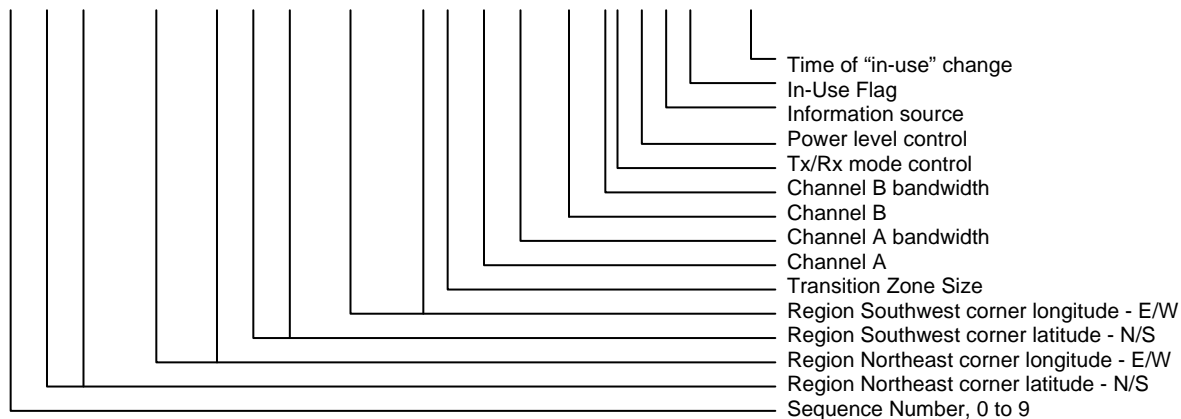 Time of “in-use” change
In-Use Flag
Information source
Power level control
Tx/Rx mode control
Channel B bandwidth
Channel B
Channel A bandwidth
Channel A
Transition Zone Size
Region Southwest corner longitude - E/W
Region Southwest corner latitude - N/S
Region Northeast corner longitude - E/W
Region Northeast corner latitude - N/S
Sequence Number, 0 to 9